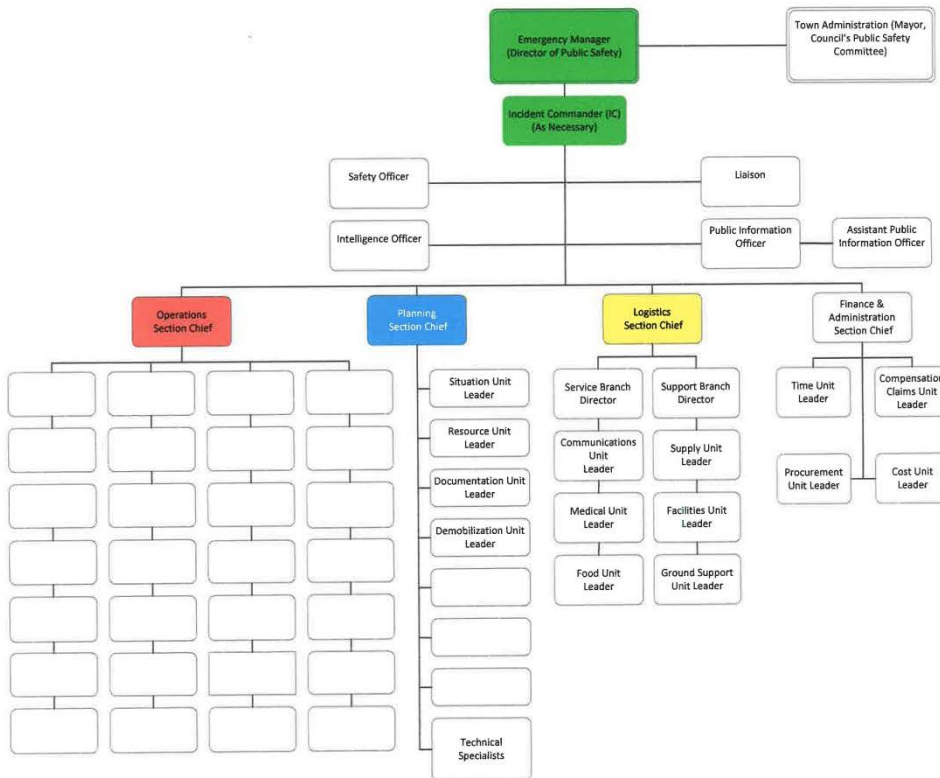 Emergency Manager
(Director of Public Safety)
Town Administration (Mayor,
Council's Public Safety
Committee)
Incident Commander (IC)
(As Necessary)
Safety Officer
Liaison
Intelligence Officer
Public Information
Officer
Assistant Public
Information Officer
Operations
Section Chief
Planning
Section Chief
Logistics
Section Chief
Finance &
Administration
Section Chief
Situation Unit
Leader
Resource Unit
Leader
Documentation Unit
Leader
Demobilization Unit
Leader
Technical
Specialists
Service Branch
Director
Communications
Unit
Leader
Medical Unit
Leader
Food Unit
Leader
Support Branch
Director
Supply Unit
Leader
Facilities Unit
Leader
Ground Support
Unit Leader
Time Unit
Leader
Compensation
Claims Unit
Leader
Procurement
Unit Leader
Cost Unit
Leader